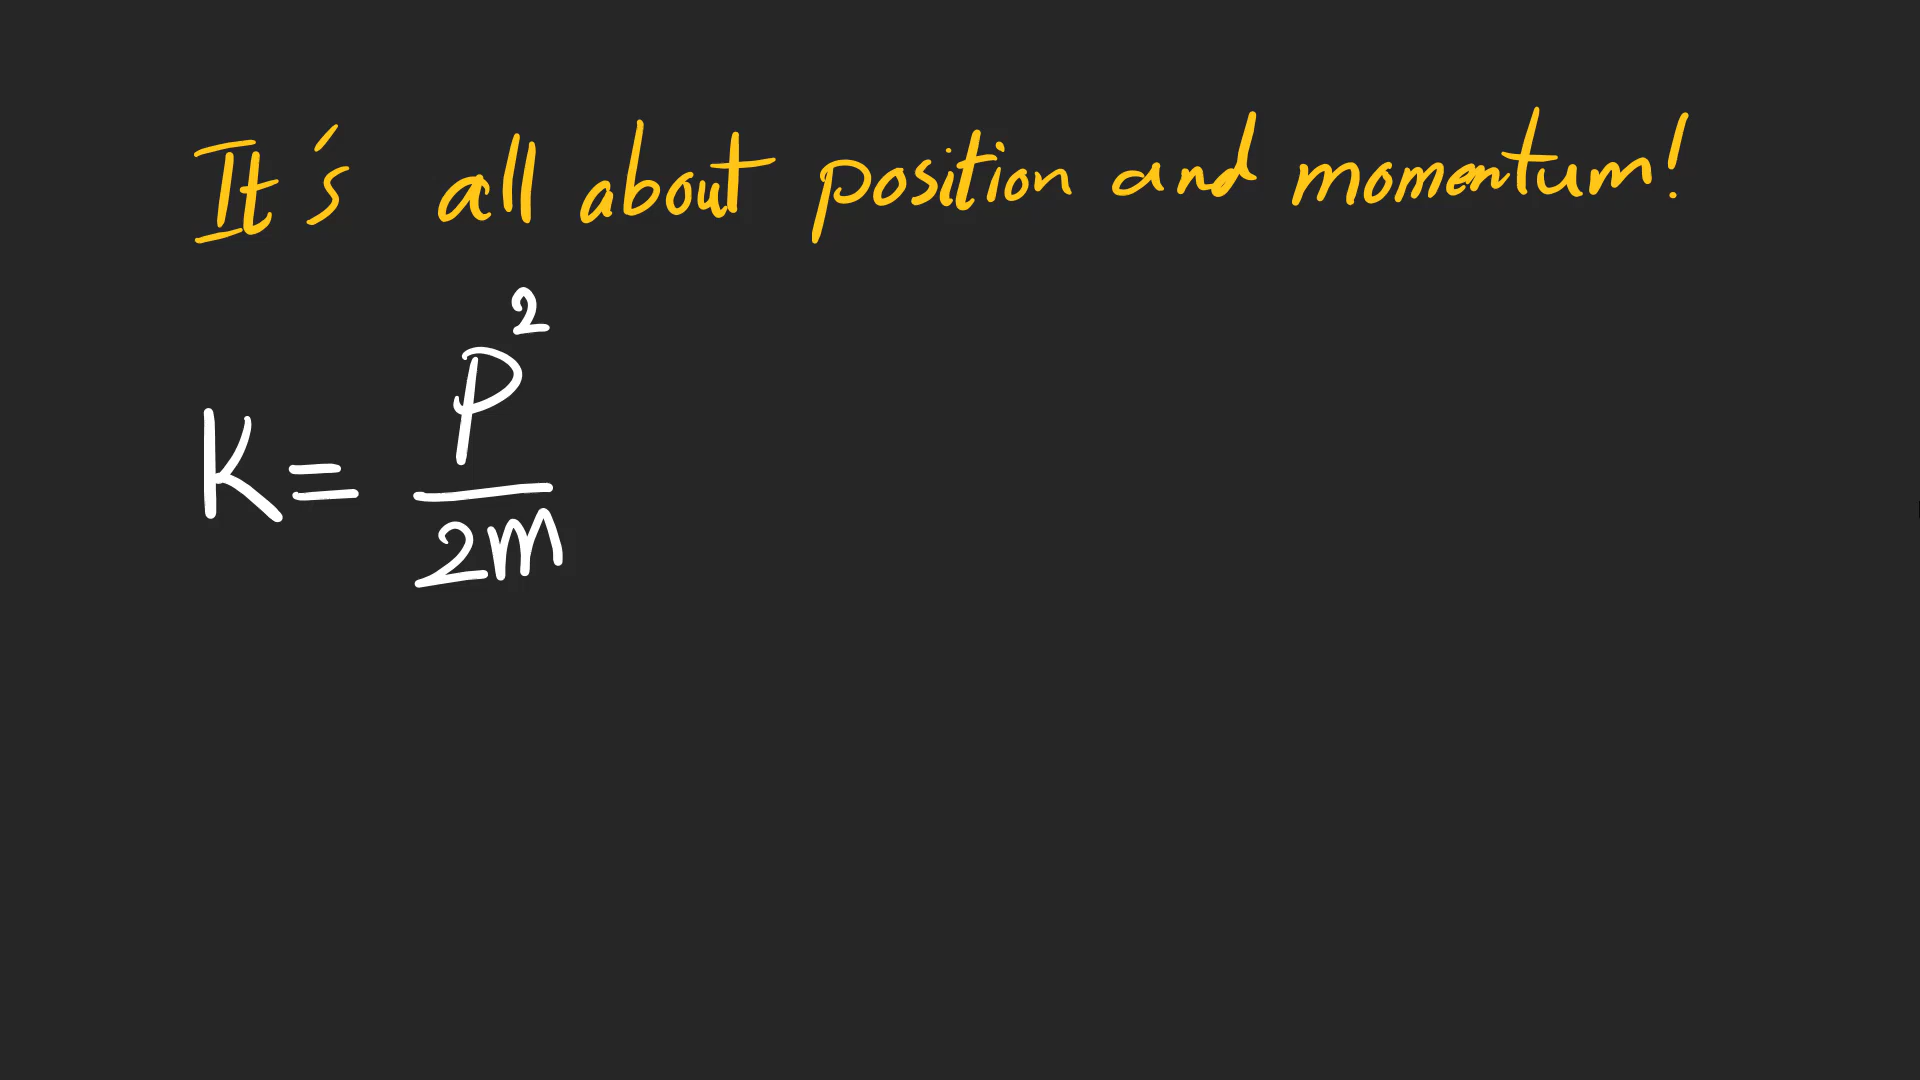 It's all about position and momentum!
K = P²/2m